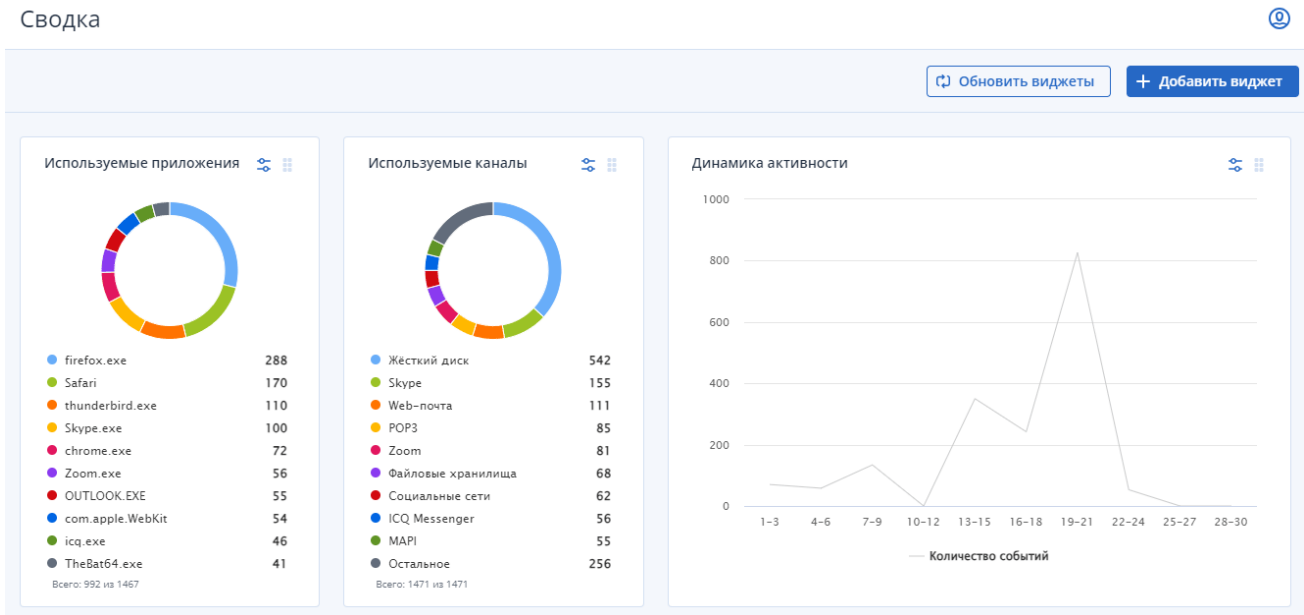 Сводка
Обновить виджеты
Добавить виджет
Используемые приложения
firefox.exe 288
Safari 170
thunderbird.exe 110
Skype.exe 100
chrome.exe 72
Zoom.exe 56
OUTLOOK.EXE 55
com.apple.WebKit 54
icq.exe 46
TheBat64.exe 41
Всего: 992 из 1467
Используемые каналы
Жёсткий диск 542
Skype 155
Web-почта 111
POP3 85
Zoom 81
Файловые хранилища 68
Социальные сети 62
ICQ Messenger 56
MAPI 55
Остальное 256
Всего: 1471 из 1471
Динамика активности
1000
800
600
400
200
0
1-3 4-6 7-9 10-12 13-15 16-18 19-21 22-24 25-27 28-30
Количество событий